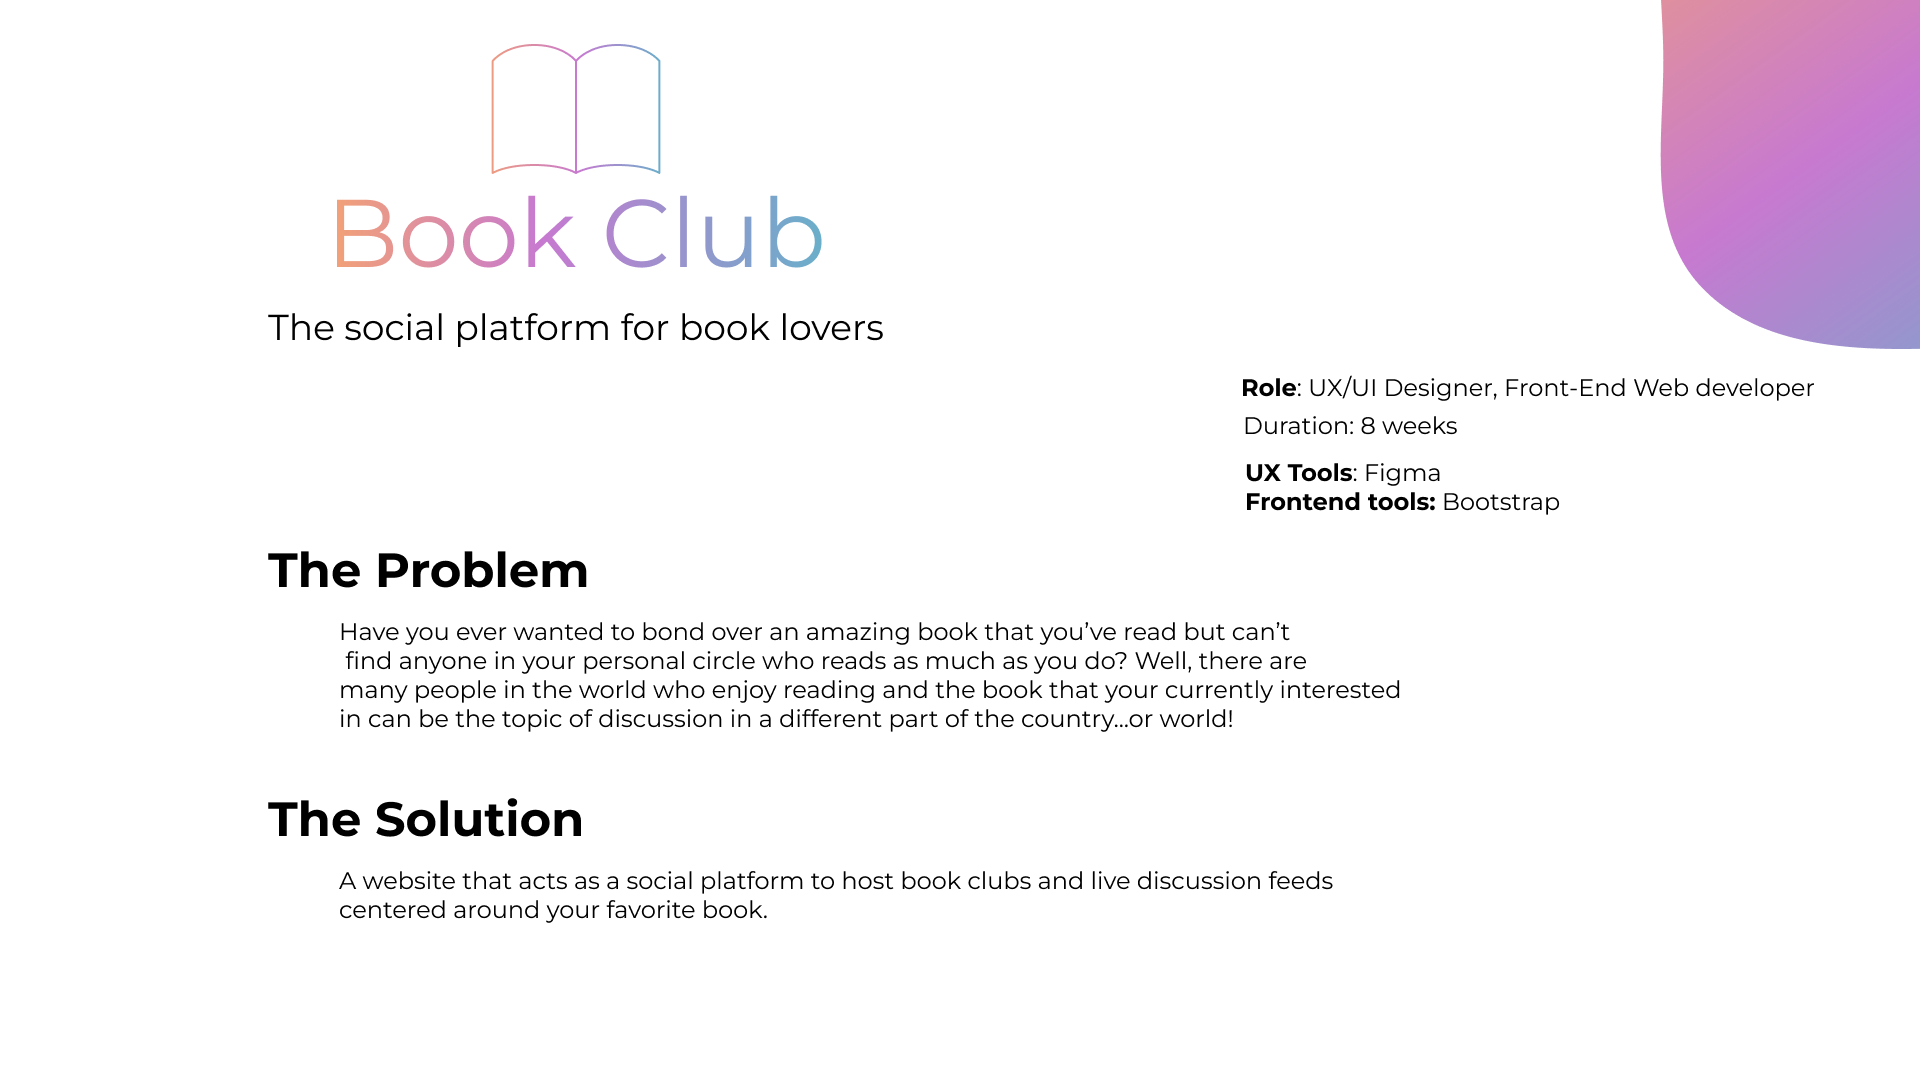 Book Club
The social platform for book lovers
Role: UX/UI Designer, Front-End Web developer
Duration: 8 weeks
UX Tools: Figma
Frontend tools: Bootstrap
The Problem
Have you ever wanted to bond over an amazing book that you’ve read but can’t
find anyone in your personal circle who reads as much as you do? Well, there are
many people in the world who enjoy reading and the book that your currently interested
in can be the topic of discussion in a different part of the country...or world!
The Solution
A website that acts as a social platform to host book clubs and live discussion feeds
centered around your favorite book.